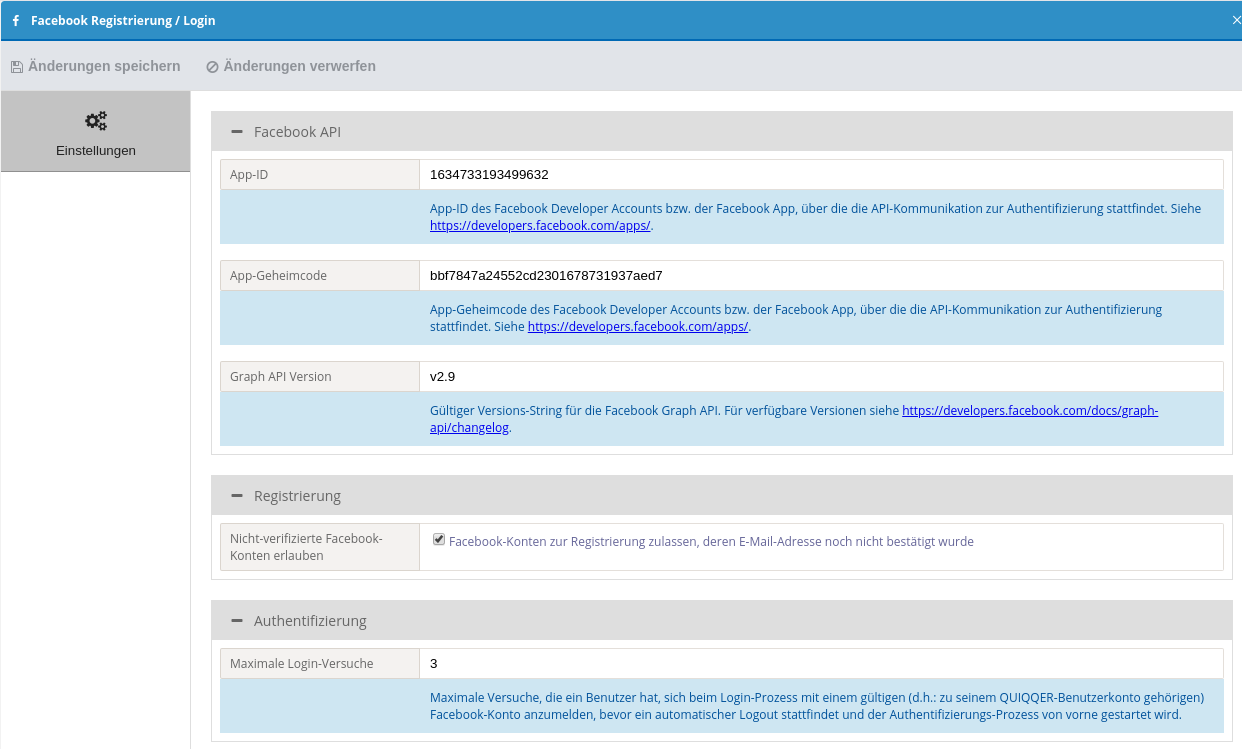 Facebook Registrierung / Login
Änderungen speichern Änderungen verwerfen
Einstellungen
Facebook API
App-ID 1634733193499632
App-ID des Facebook Developer Accounts bzw. der Facebook App, über die die API-Kommunikation zur Authentifizierung stattfindet. Siehe
https://developers.facebook.com/apps/.
App-Geheimcode bbf7847a24552cd2301678731937aed7
App-Geheimcode des Facebook Developer Accounts bzw. der Facebook App, über die die API-Kommunikation zur Authentifizierung
stattfindet. Siehe https://developers.facebook.com/apps/.
Graph API Version v2.9
Gültiger Versions-String für die Facebook Graph API. Für verfügbare Versionen siehe https://developers.facebook.com/docs/graph-
api/changelog.
Registrierung
Nicht-verifizierte Facebook-
Konten erlauben
Facebook-Konten zur Registrierung zulassen, deren E-Mail-Adresse noch nicht bestätigt wurde
Authentifizierung
Maximale Login-Versuche 3
Maximale Versuche, die ein Benutzer hat, sich beim Login-Prozess mit einem gültigen (d.h.: zu seinem QUIQQER-Benutzerkonto gehörigen)
Facebook-Konto anzumelden, bevor ein automatischer Logout stattfindet und der Authentifizierungs-Prozess von vorne gestartet wird.